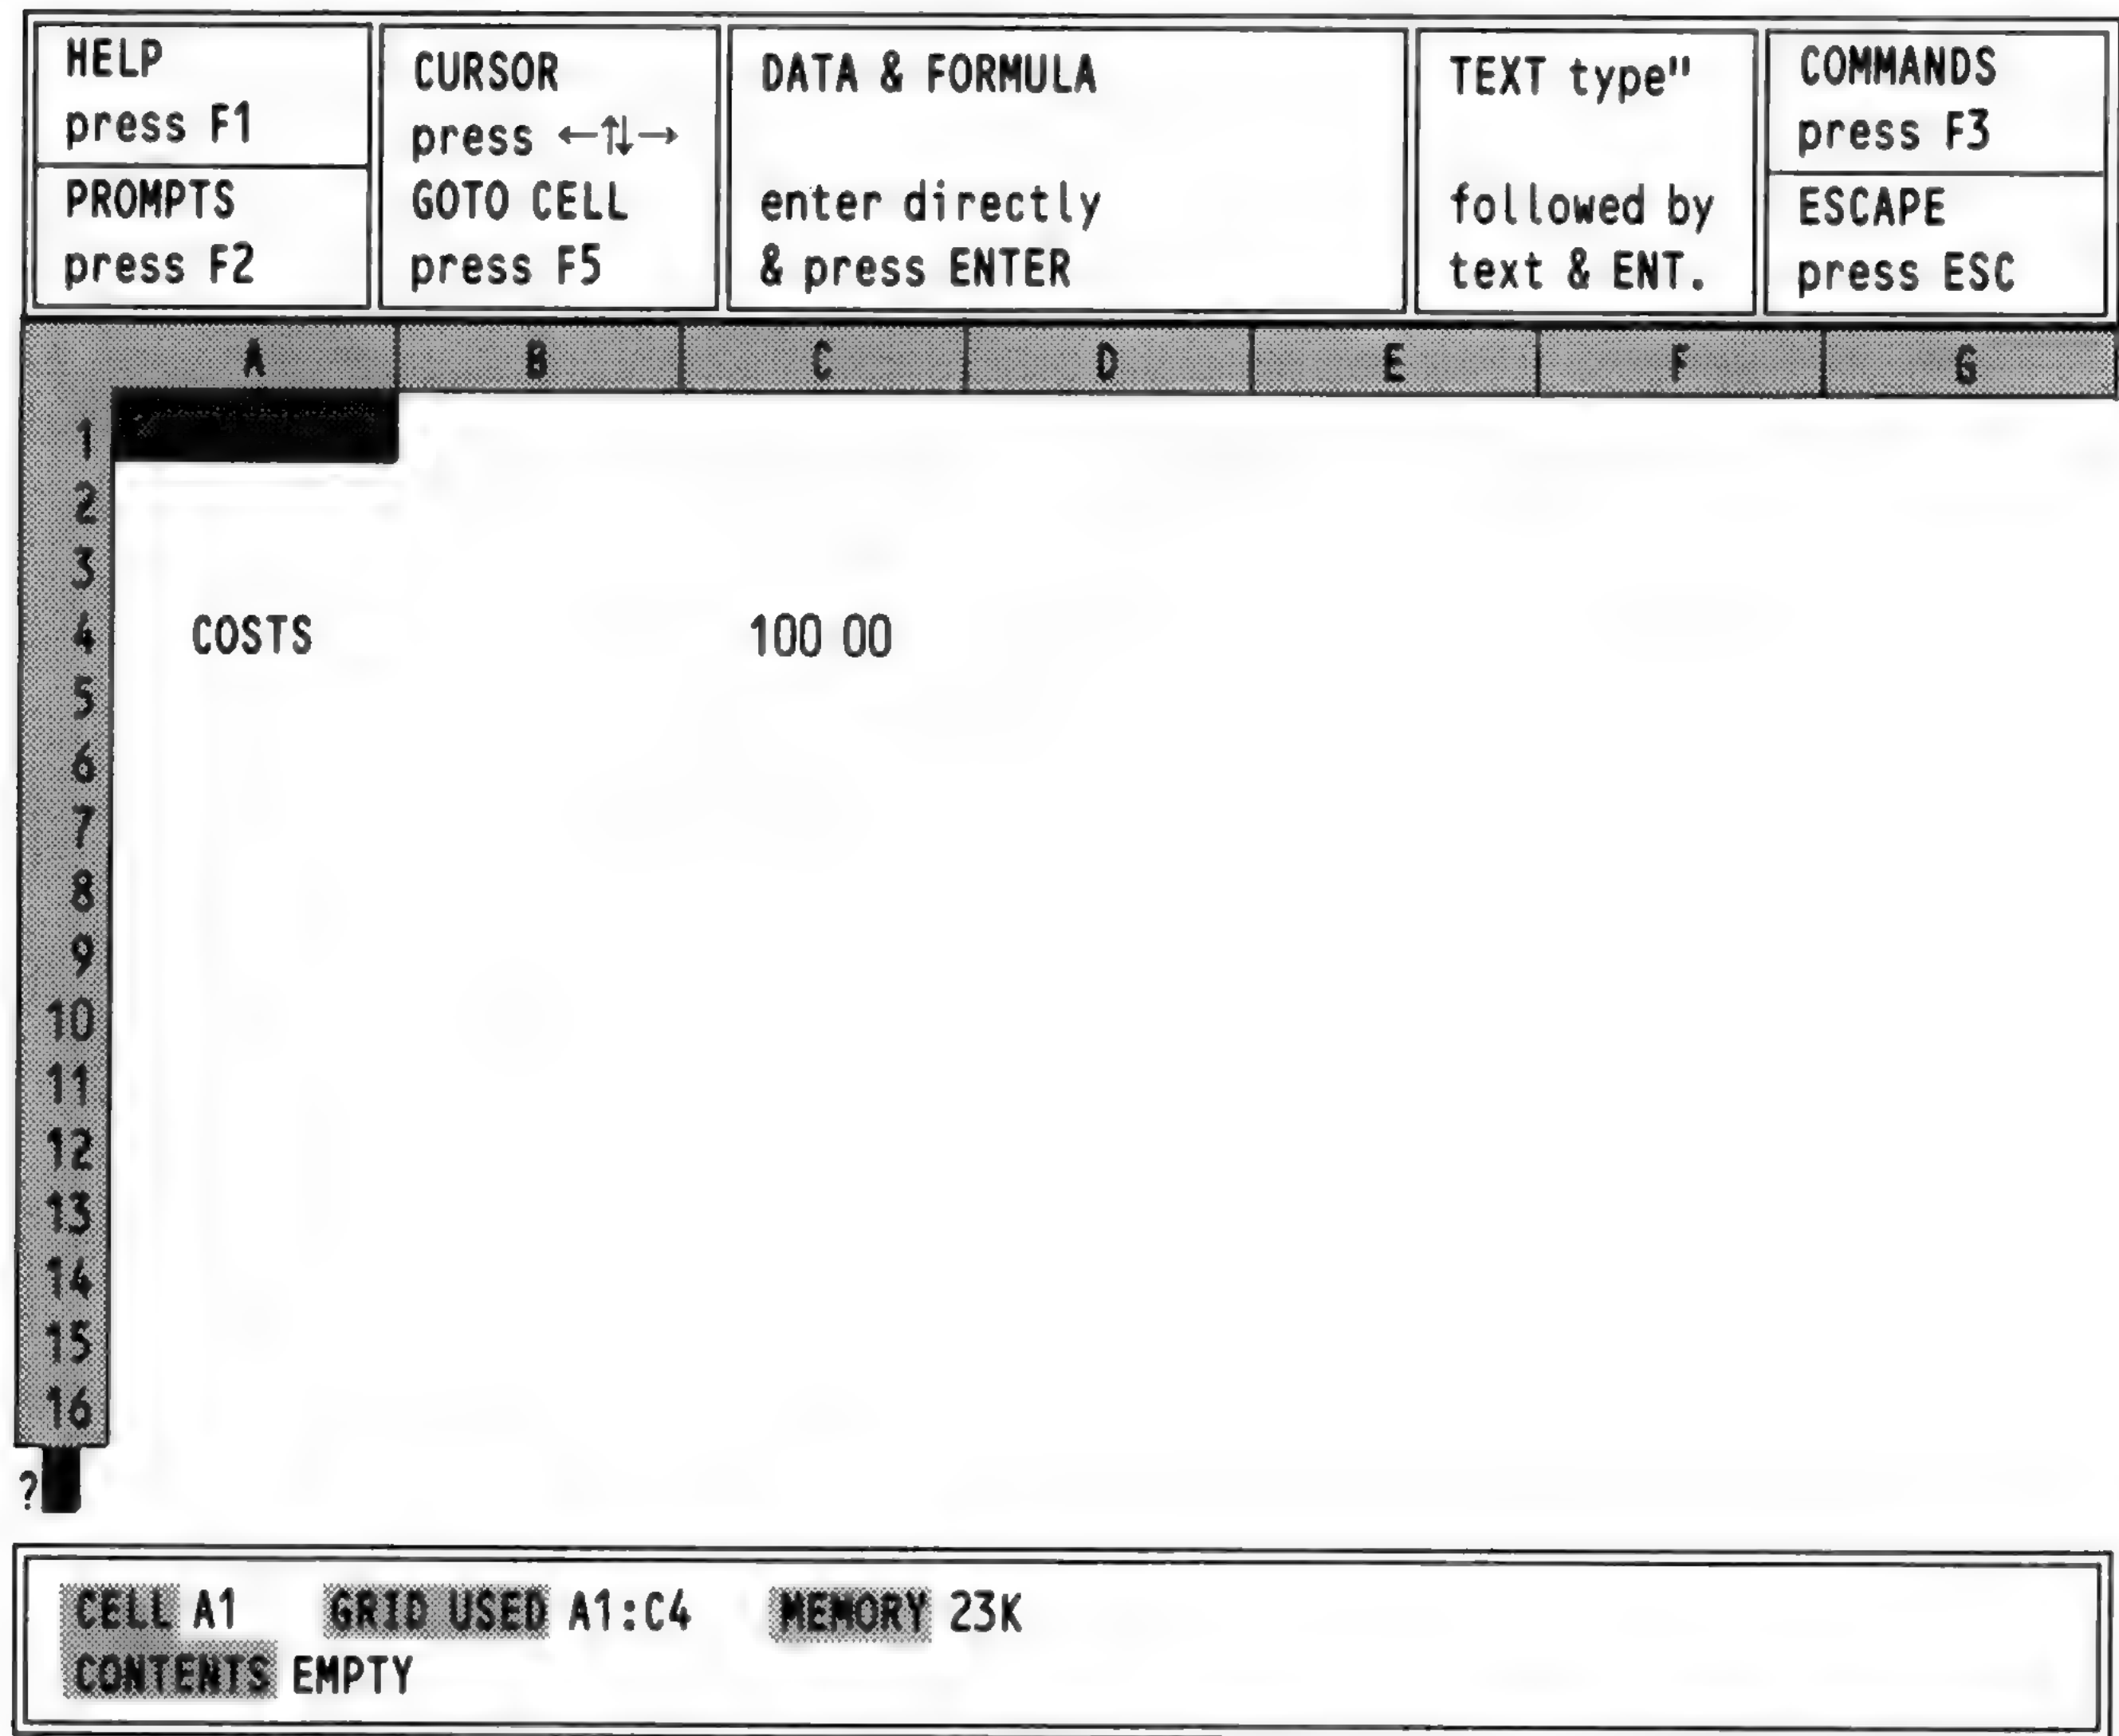 HELP
press F1
PROMPTS
press F2
CURSOR
press ←↑↓→
GOTO CELL
press F5
DATA & FORMULA
enter directly
& press ENTER
TEXT type"
followed by
text & ENT.
COMMANDS
press F3
ESCAPE
press ESC
A B C D E F G
1
2
3
4 COSTS 100 00
5
6
7
8
9
10
11
12
13
14
15
16
?
CELL A1 GRID USED A1:C4 MEMORY 23K
CONTENTS EMPTY